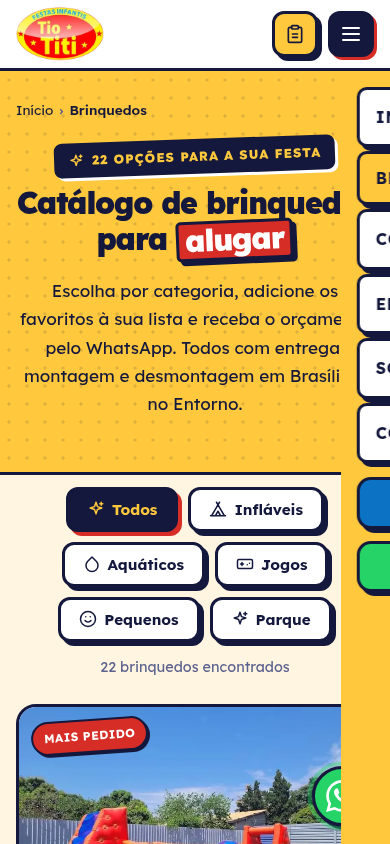 FESTAS INFANTIS
Tio
Titi
Início › Brinquedos
22 OPÇÕES PARA A SUA FESTA
Catálogo de brinqued
para alugar
Escolha por categoria, adicione os
favoritos à sua lista e receba o orçame
pelo WhatsApp. Todos com entrega
montagem e desmontagem em Brasíli
no Entorno.
Todos
Infláveis
Aquáticos
Jogos
Pequenos
Parque
22 brinquedos encontrados
MAIS PEDIDO